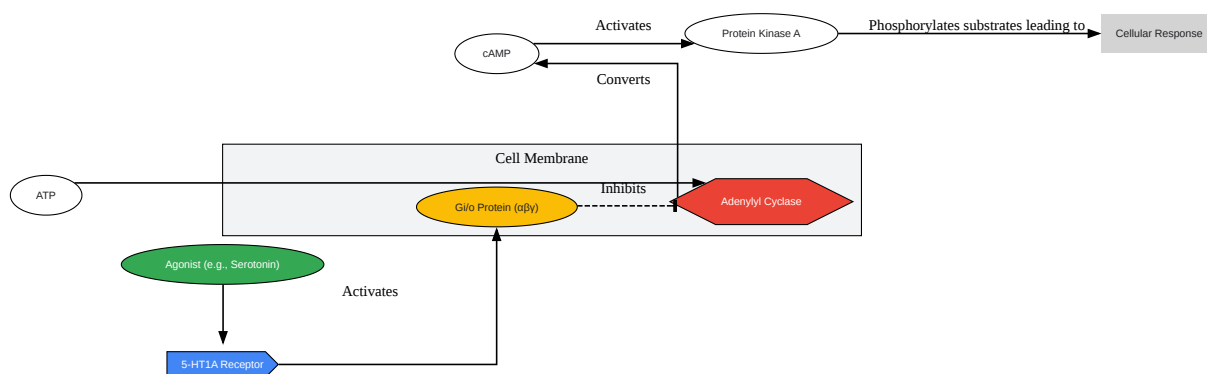 Activates
Phosphorylates substrates leading to
Protein Kinase A
Cellular Response
cAMP
Converts
Cell Membrane
ATP
Inhibits
Adenylyl Cyclase
Gi/o Protein (αβγ)
Agonist (e.g., Serotonin)
Activates
5-HT1A Receptor